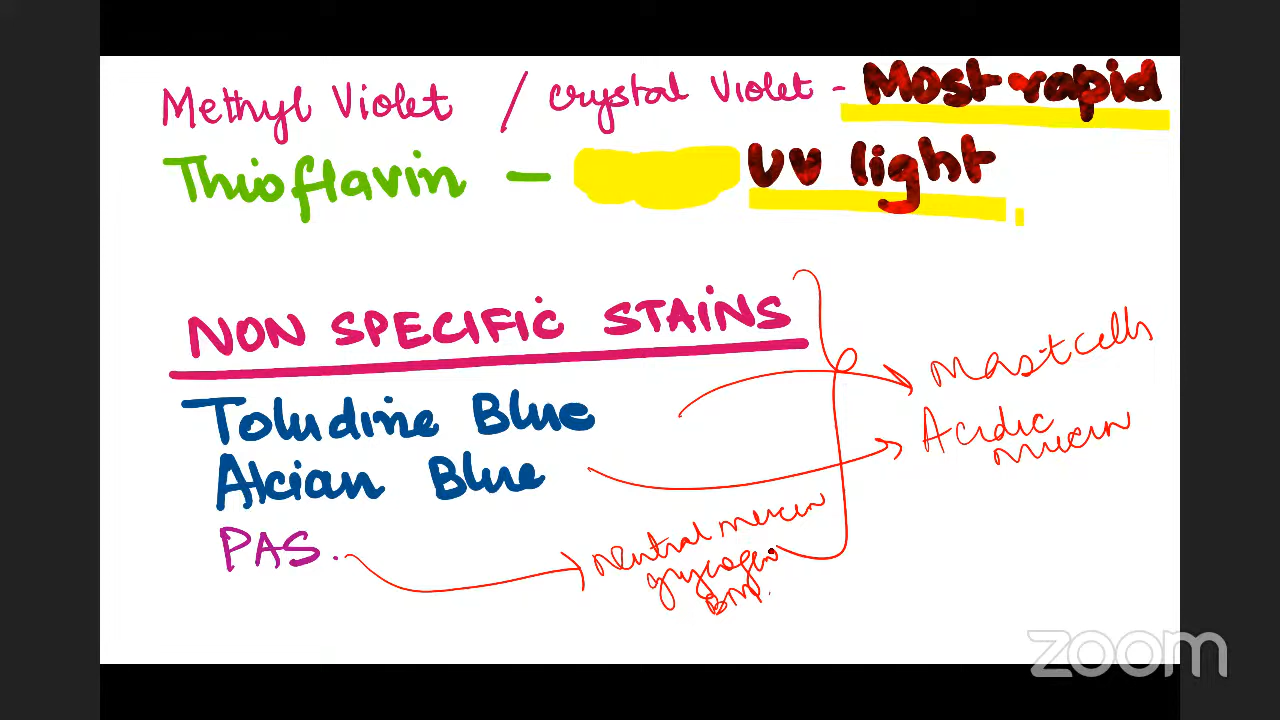 Methyl Violet / Crystal Violet - Most rapid
Thioflavin - UV light
NON SPECIFIC STAINS
Toludine Blue
Mast cells
Alcian Blue
Acidic
mucin
PAS.
Neutral mucin
glycogen
BM.
zoom